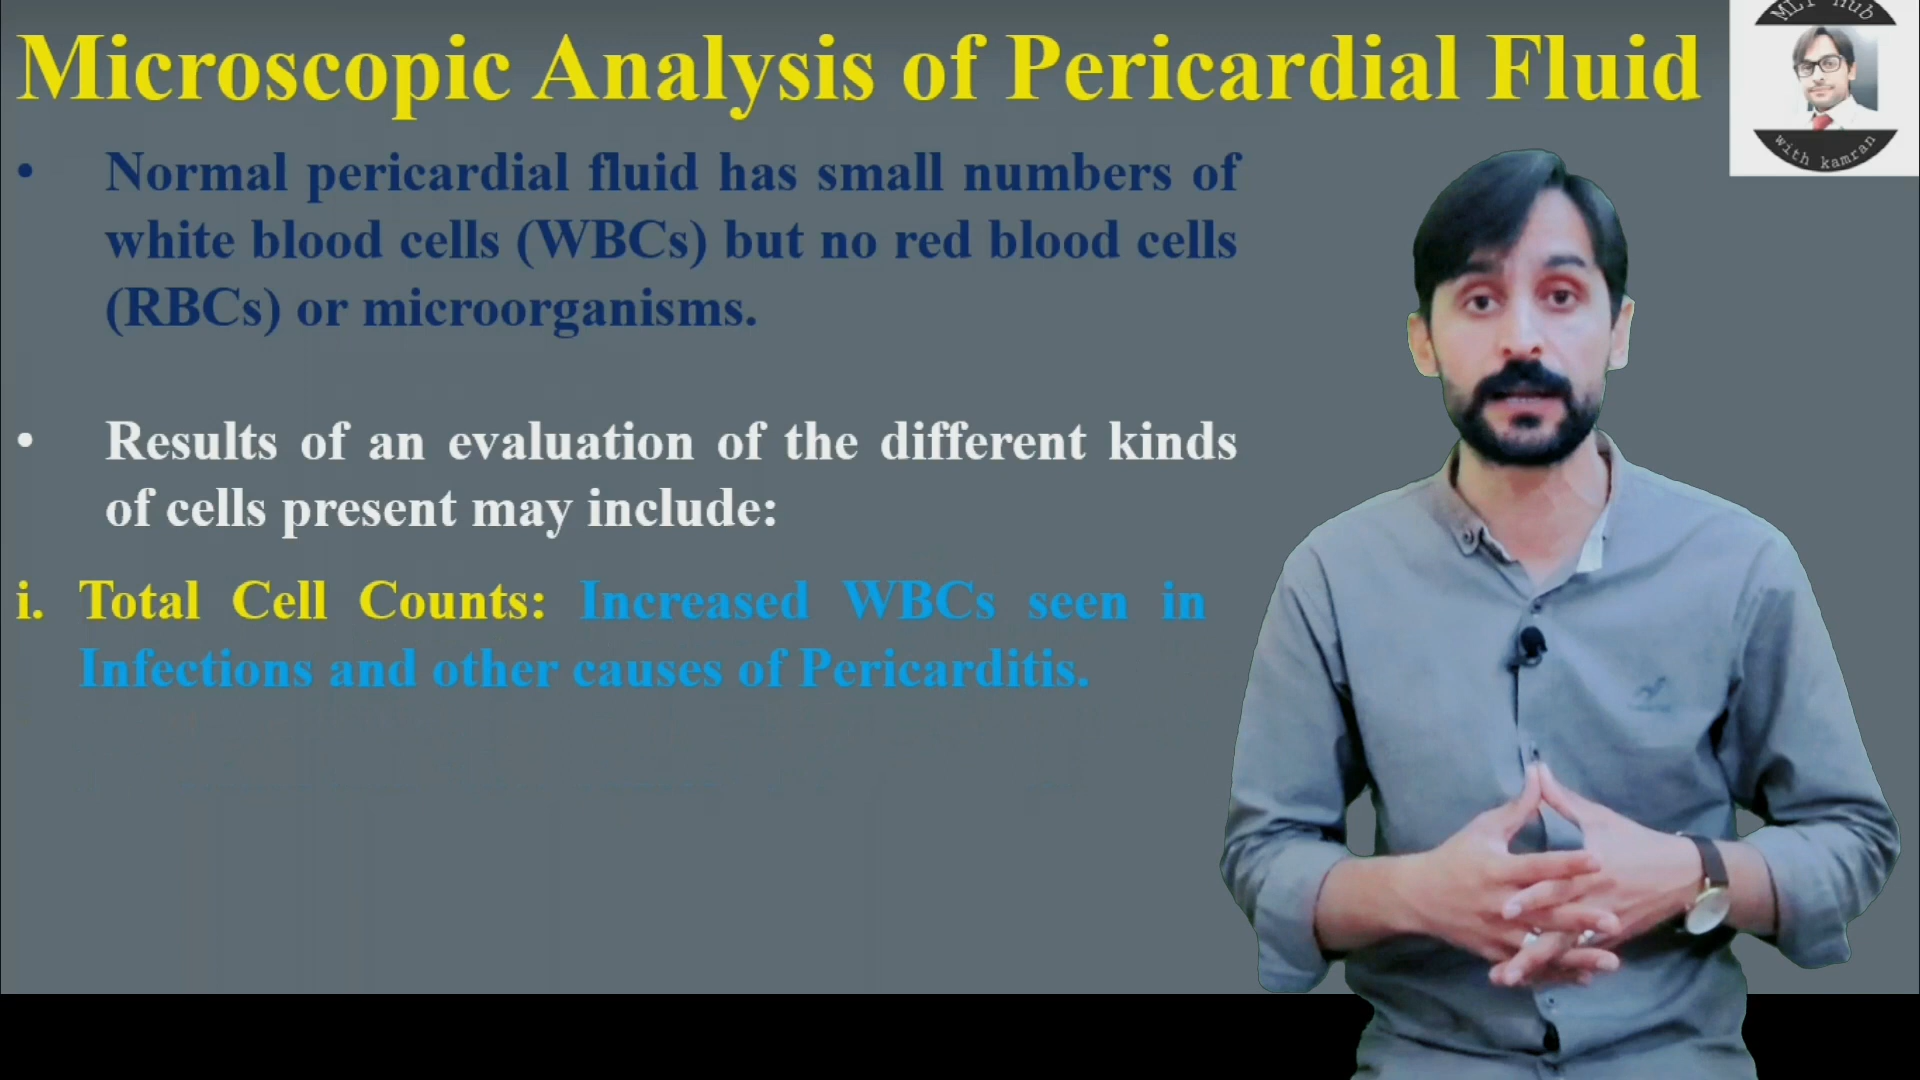 Microscopic Analysis of Pericardial Fluid
MLT hub
with kamran
• Normal pericardial fluid has small numbers of
white blood cells (WBCs) but no red blood cells
(RBCs) or microorganisms.
• Results of an evaluation of the different kinds
of cells present may include:
i. Total Cell Counts: Increased WBCs seen in
Infections and other causes of Pericarditis.